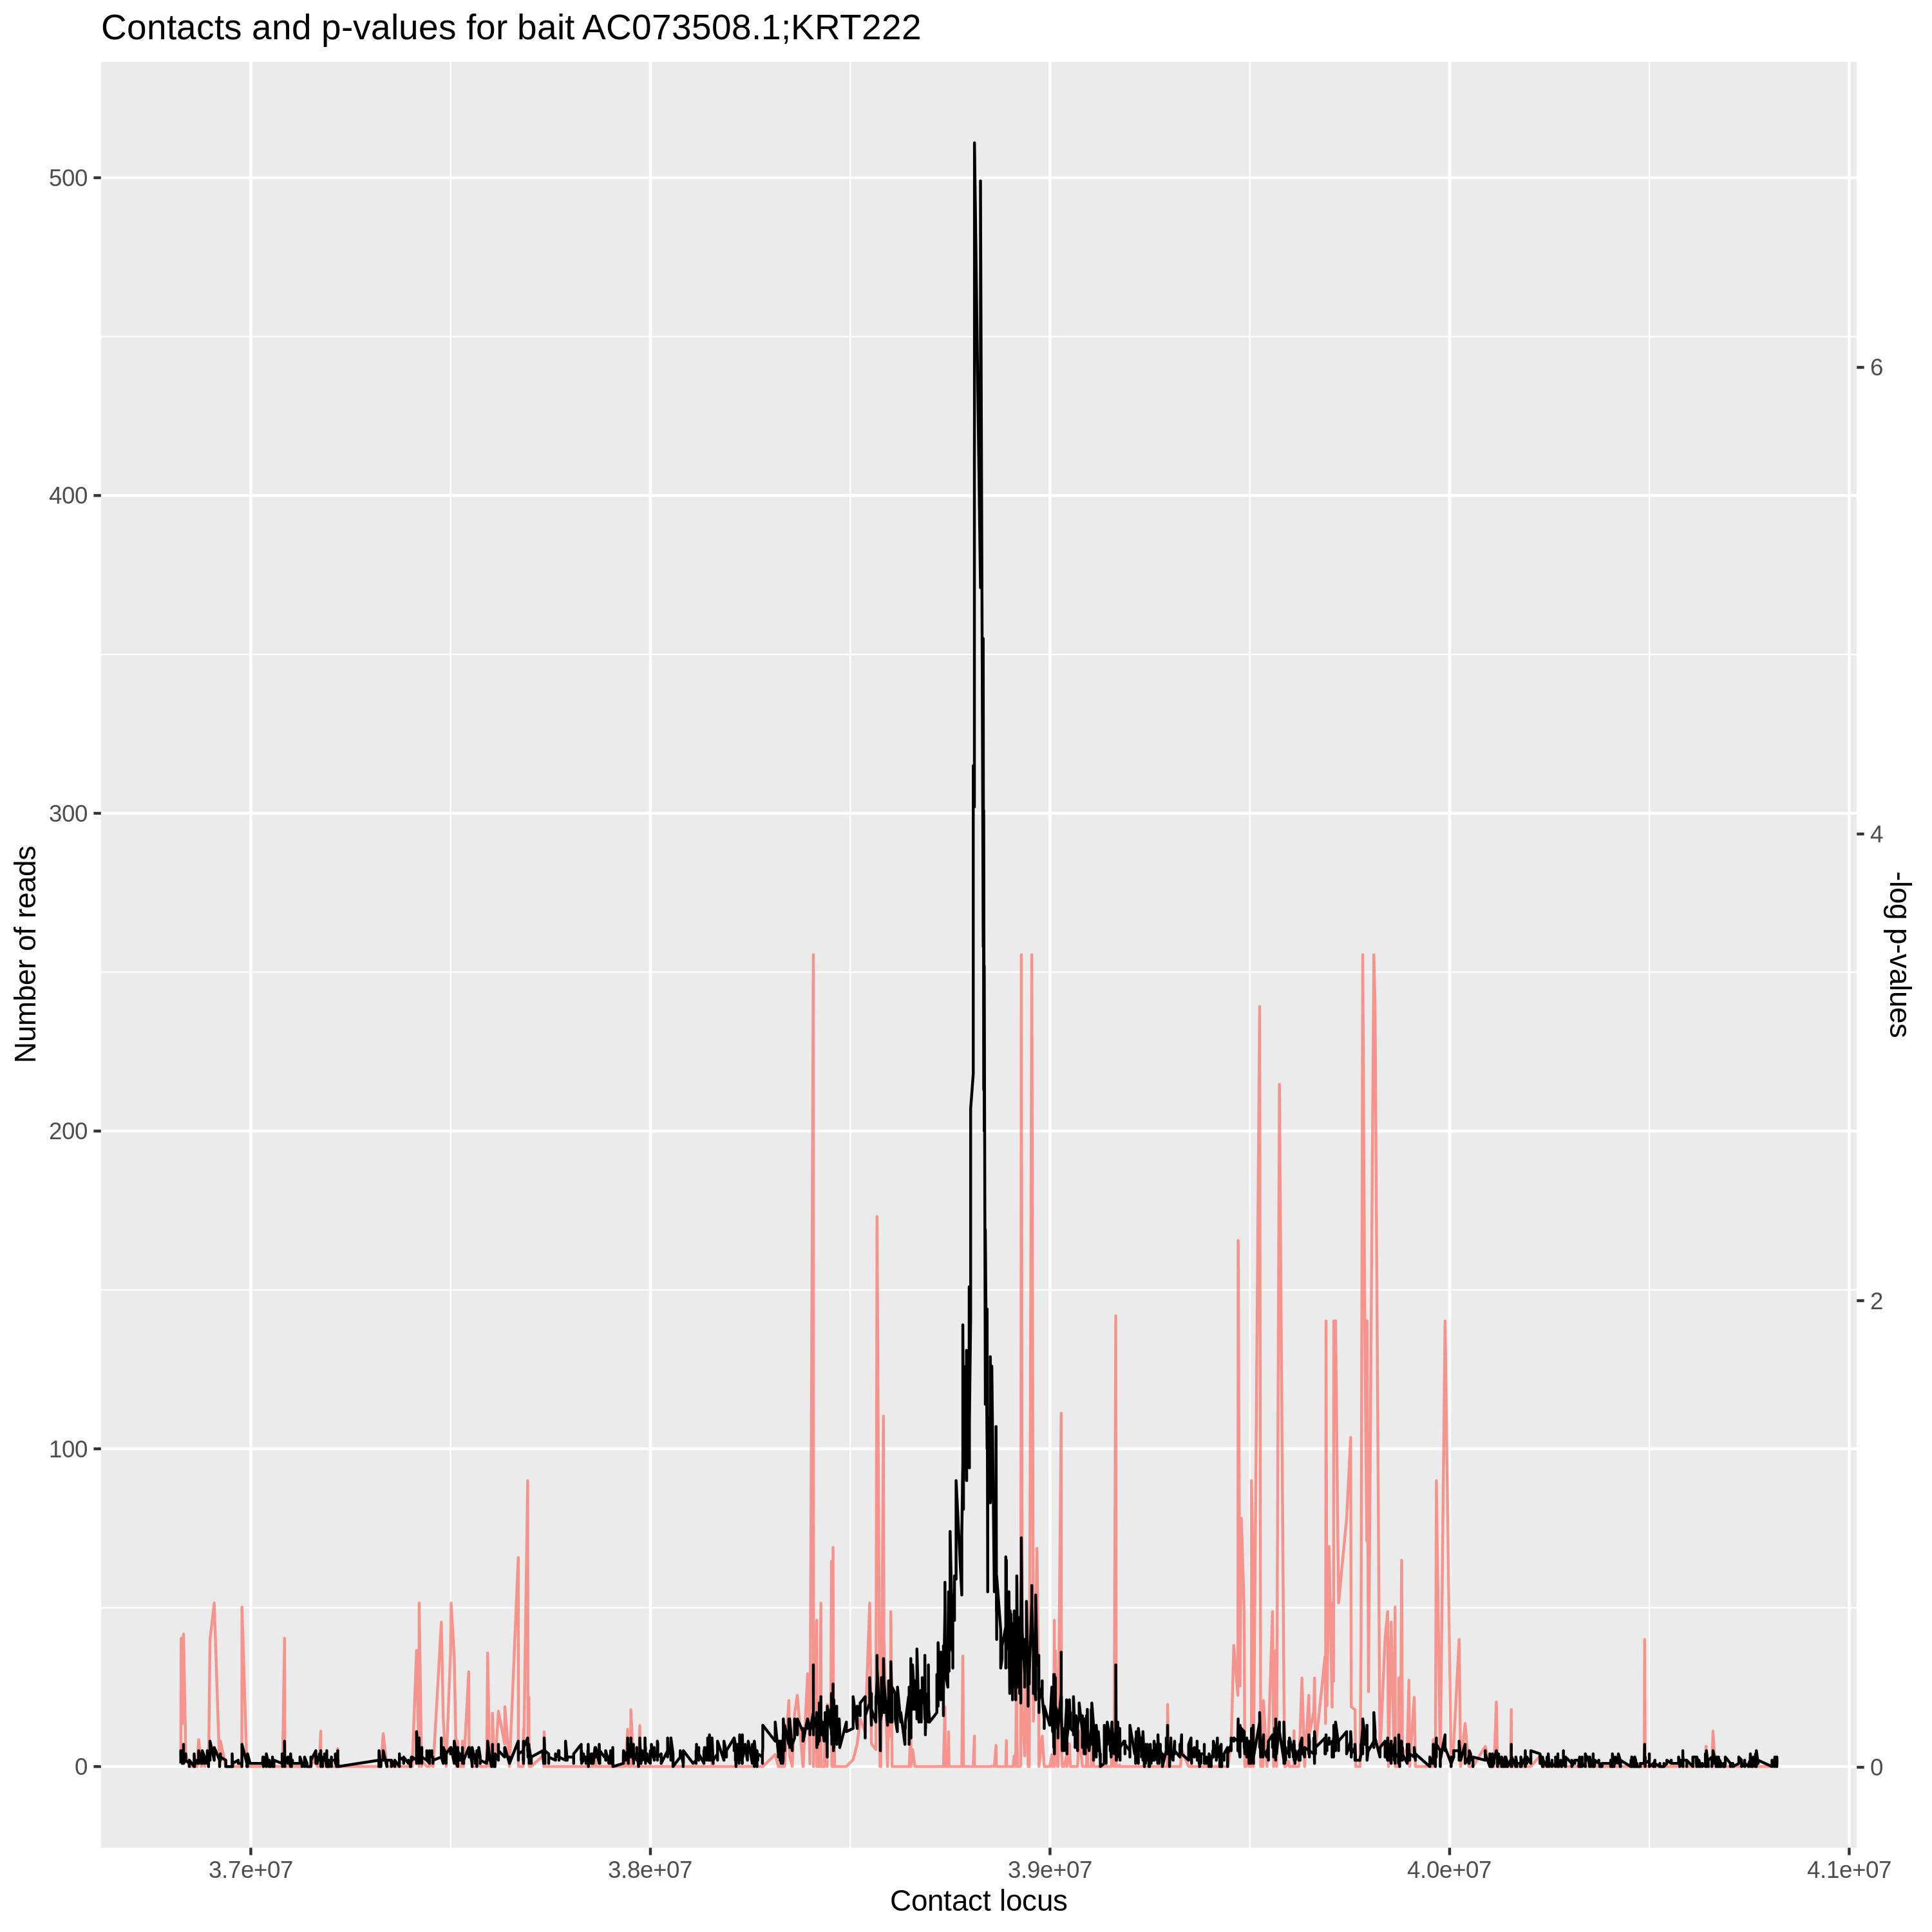 Contacts and p-values for bait AC073508.1;KRT222
500
400
300
200
100
0
Number of reads
6
4
2
0
-log p-values
3.7e+07
3.8e+07
3.9e+07
4.0e+07
4.1e+07
Contact locus